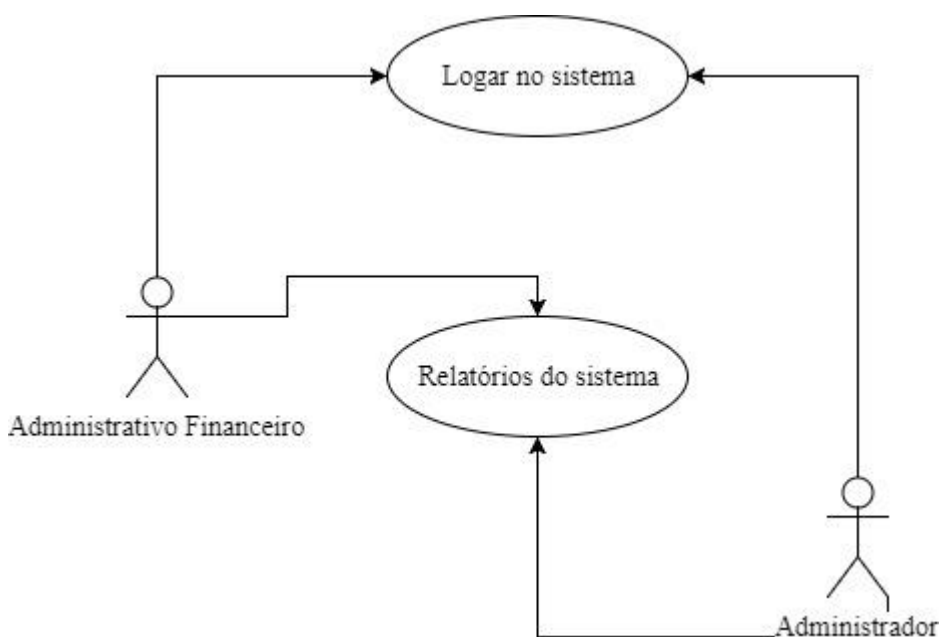 Logar no sistema
Relatórios do sistema
Administrativo Financeiro
Administrador